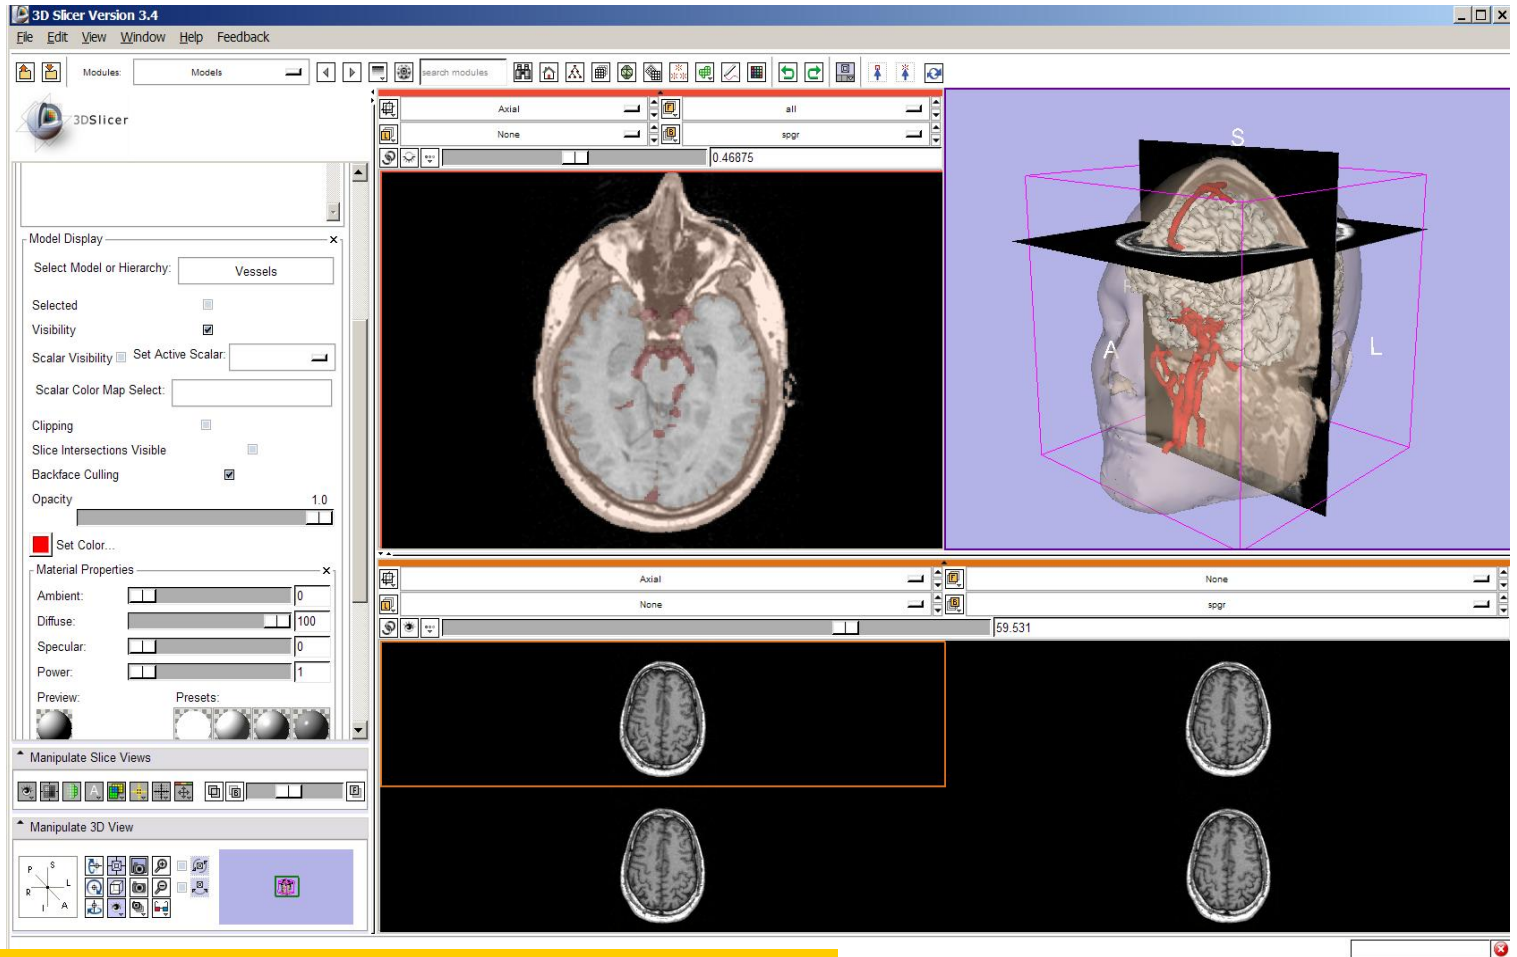 3D Slicer Version 3.4
File Edit View Window Help Feedback
Modules: Models search modules
3DSlicer
Axial all
None spgr
0.46875
S
A
L
Model Display
Select Model or Hierarchy: Vessels
Selected
Visibility
Scalar Visibility Set Active Scalar:
Scalar Color Map Select:
Clipping
Slice Intersections Visible
Backface Culling
Opacity 1.0
Set Color...
Material Properties
Ambient: 0
Diffuse: 100
Specular: 0
Power: 1
Preview: Presets:
Axial None
None spgr
59.531
Manipulate Slice Views
Manipulate 3D View
P S
R L
I A